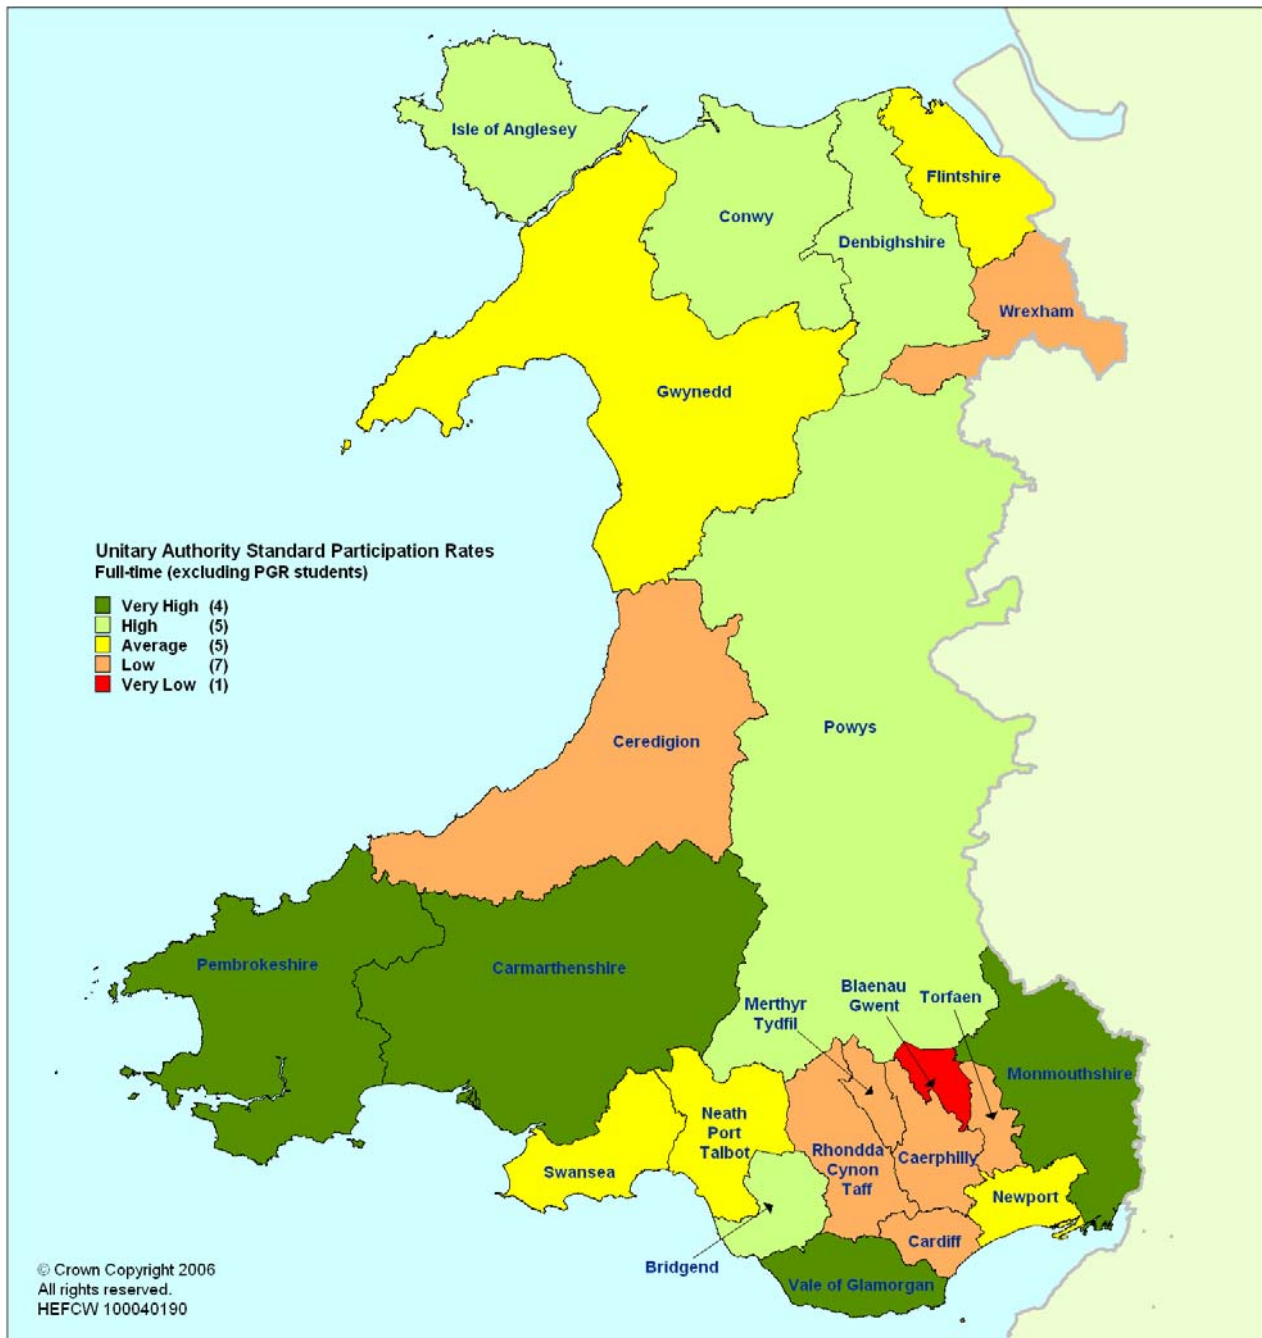 Isle of Anglesey
Flintshire
Conwy
Denbighshire
Wrexham
Gwynedd
Unitary Authority Standard Participation Rates
Full-time (excluding PGR students)
Very High (4)
High (5)
Average (5)
Low (7)
Very Low (1)
Powys
Ceredigion
Pembrokeshire
Carmarthenshire
Merthyr
Tydfil
Blaenau
Gwent
Torfaen
Monmouthshire
Neath
Port
Talbot
Swansea
Rhondda
Cynon
Taff
Caerphilly
Newport
Cardiff
Bridgend
Vale of Glamorgan
© Crown Copyright 2006
All rights reserved.
HEFCW 100040190